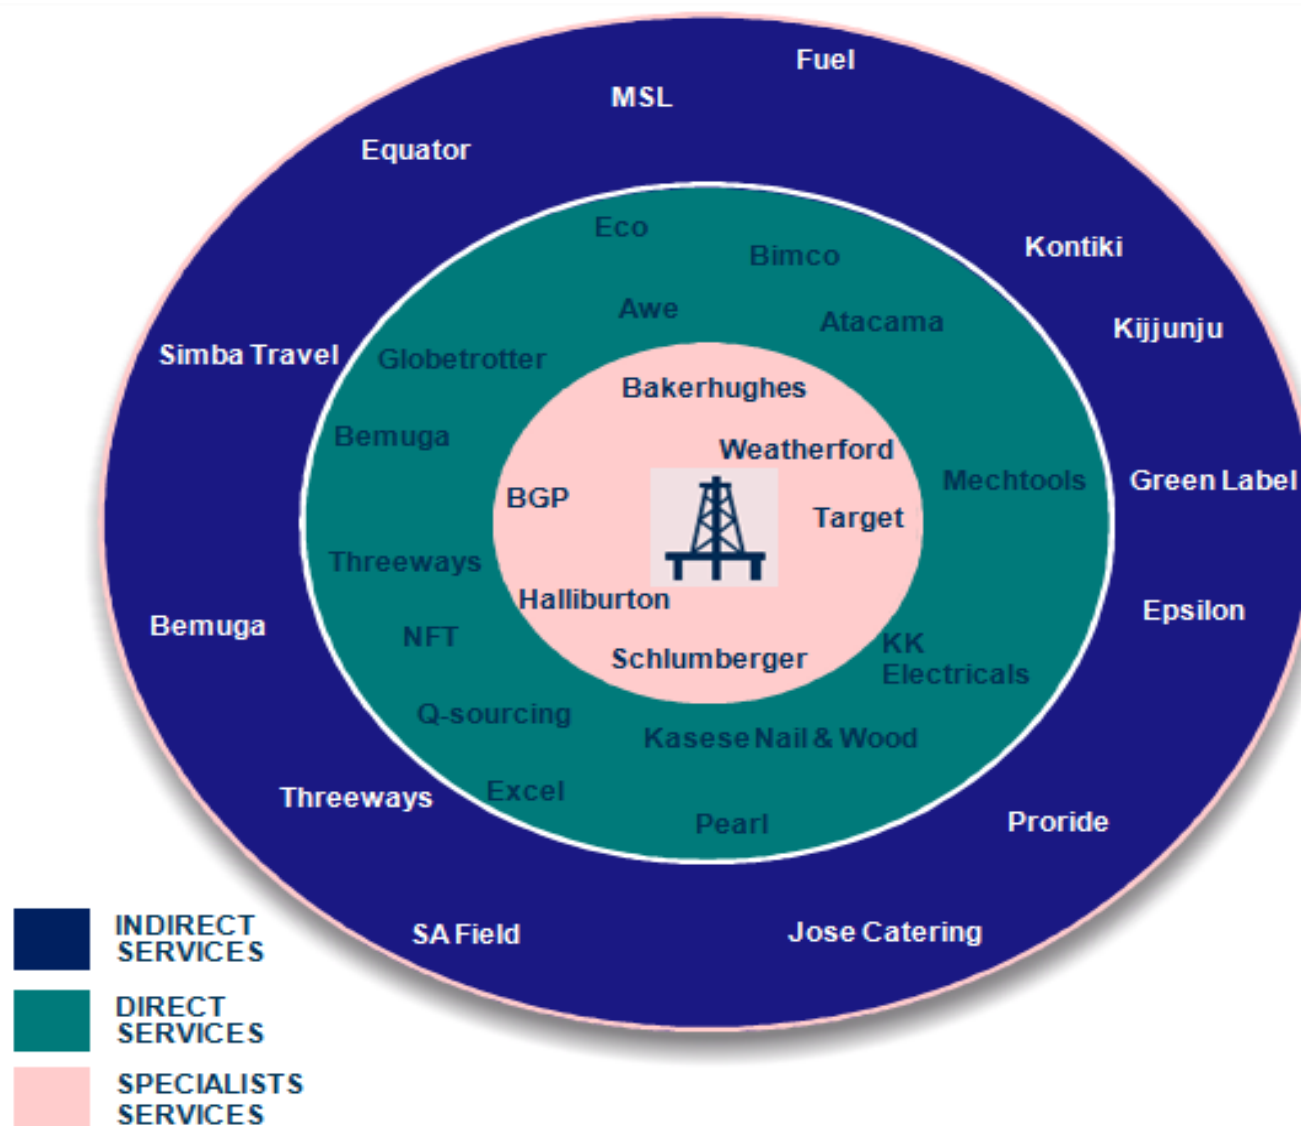 Fuel
MSL
Equator
Kontiki
Kijjunju
Simba Travel
Green Label
Epsilon
Bemuga
Threeways
Proride
SA Field
Jose Catering
Eco
Bimco
Awe
Atacama
Globetrotter
Bemuga
Mechtools
Threeways
NFT
KK
Electricals
Q-sourcing
Kasese Nail & Wood
Excel
Pearl
Bakerhughes
Weatherford
BGP
Target
Halliburton
Schlumberger
INDIRECT
SERVICES
DIRECT
SERVICES
SPECIALISTS
SERVICES